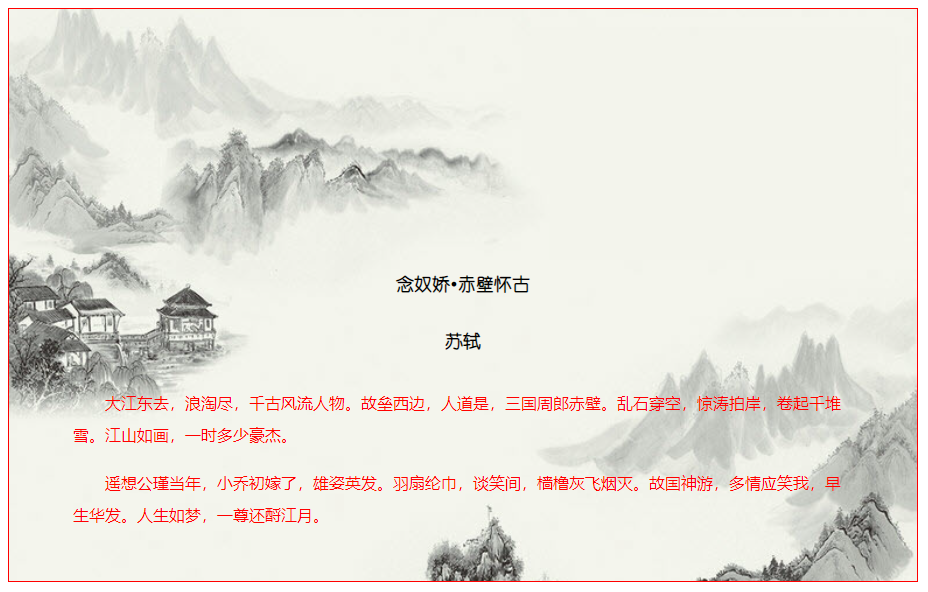 念奴娇•赤壁怀古
苏轼
大江东去，浪淘尽，千古风流人物。故垒西边，人道是，三国周郎赤壁。乱石穿空，惊涛拍岸，卷起千堆
雪。江山如画，一时多少豪杰。
遥想公瑾当年，小乔初嫁了，雄姿英发。羽扇纶巾，谈笑间，樯橹灰飞烟灭。故国神游，多情应笑我，早
生华发。人生如梦，一尊还酹江月。